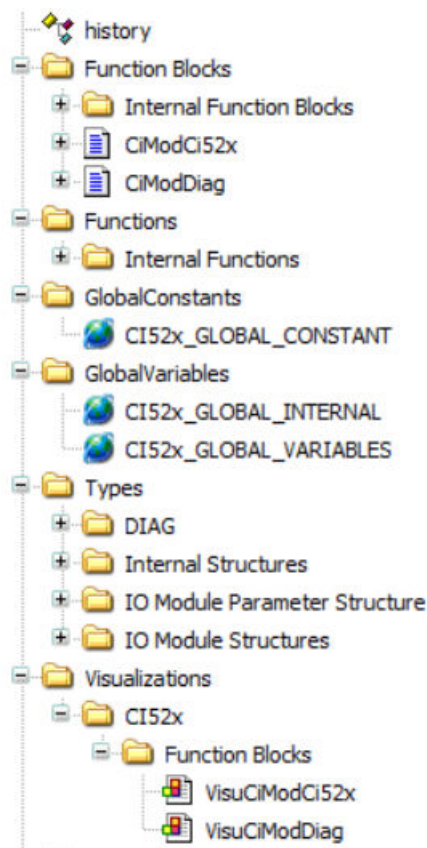 history
Function Blocks
Internal Function Blocks
CiModCi52x
CiModDiag
Functions
Internal Functions
GlobalConstants
CI52x_GLOBAL_CONSTANT
GlobalVariables
CI52x_GLOBAL_INTERNAL
CI52x_GLOBAL_VARIABLES
Types
DIAG
Internal Structures
IO Module Parameter Structure
IO Module Structures
Visualizations
CI52x
Function Blocks
VisuCiModCi52x
VisuCiModDiag